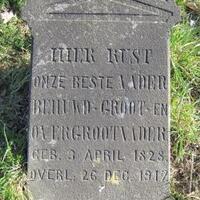 HIER RUST
ONZE BESTE VADER
BEHUWD-GROOT-EN
OVERGROOTVADER
GEB. 3 APRIL 1828,
OVERL. 26 DEC. 1917